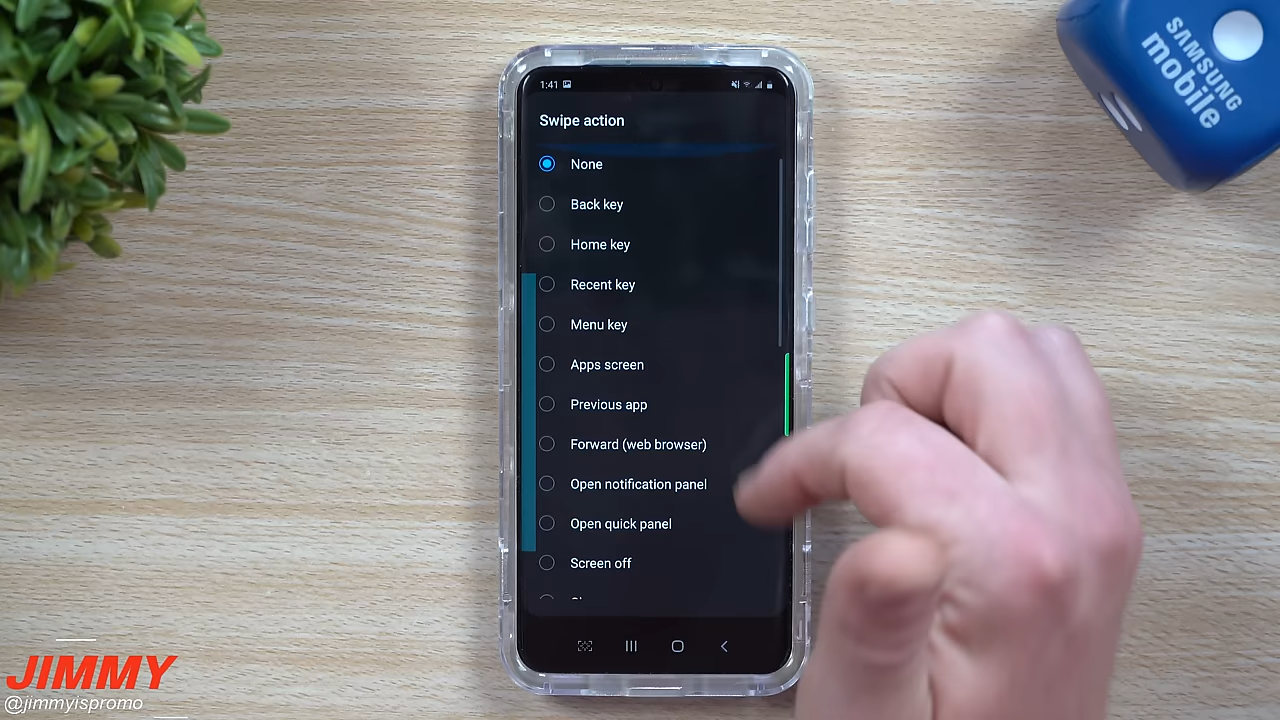 SAMSUNG
mobile
1:41
Swipe action
None
Back key
Home key
Recent key
Menu key
Apps screen
Previous app
Forward (web browser)
Open notification panel
Open quick panel
Screen off
JIMMY
@jimmyispromo